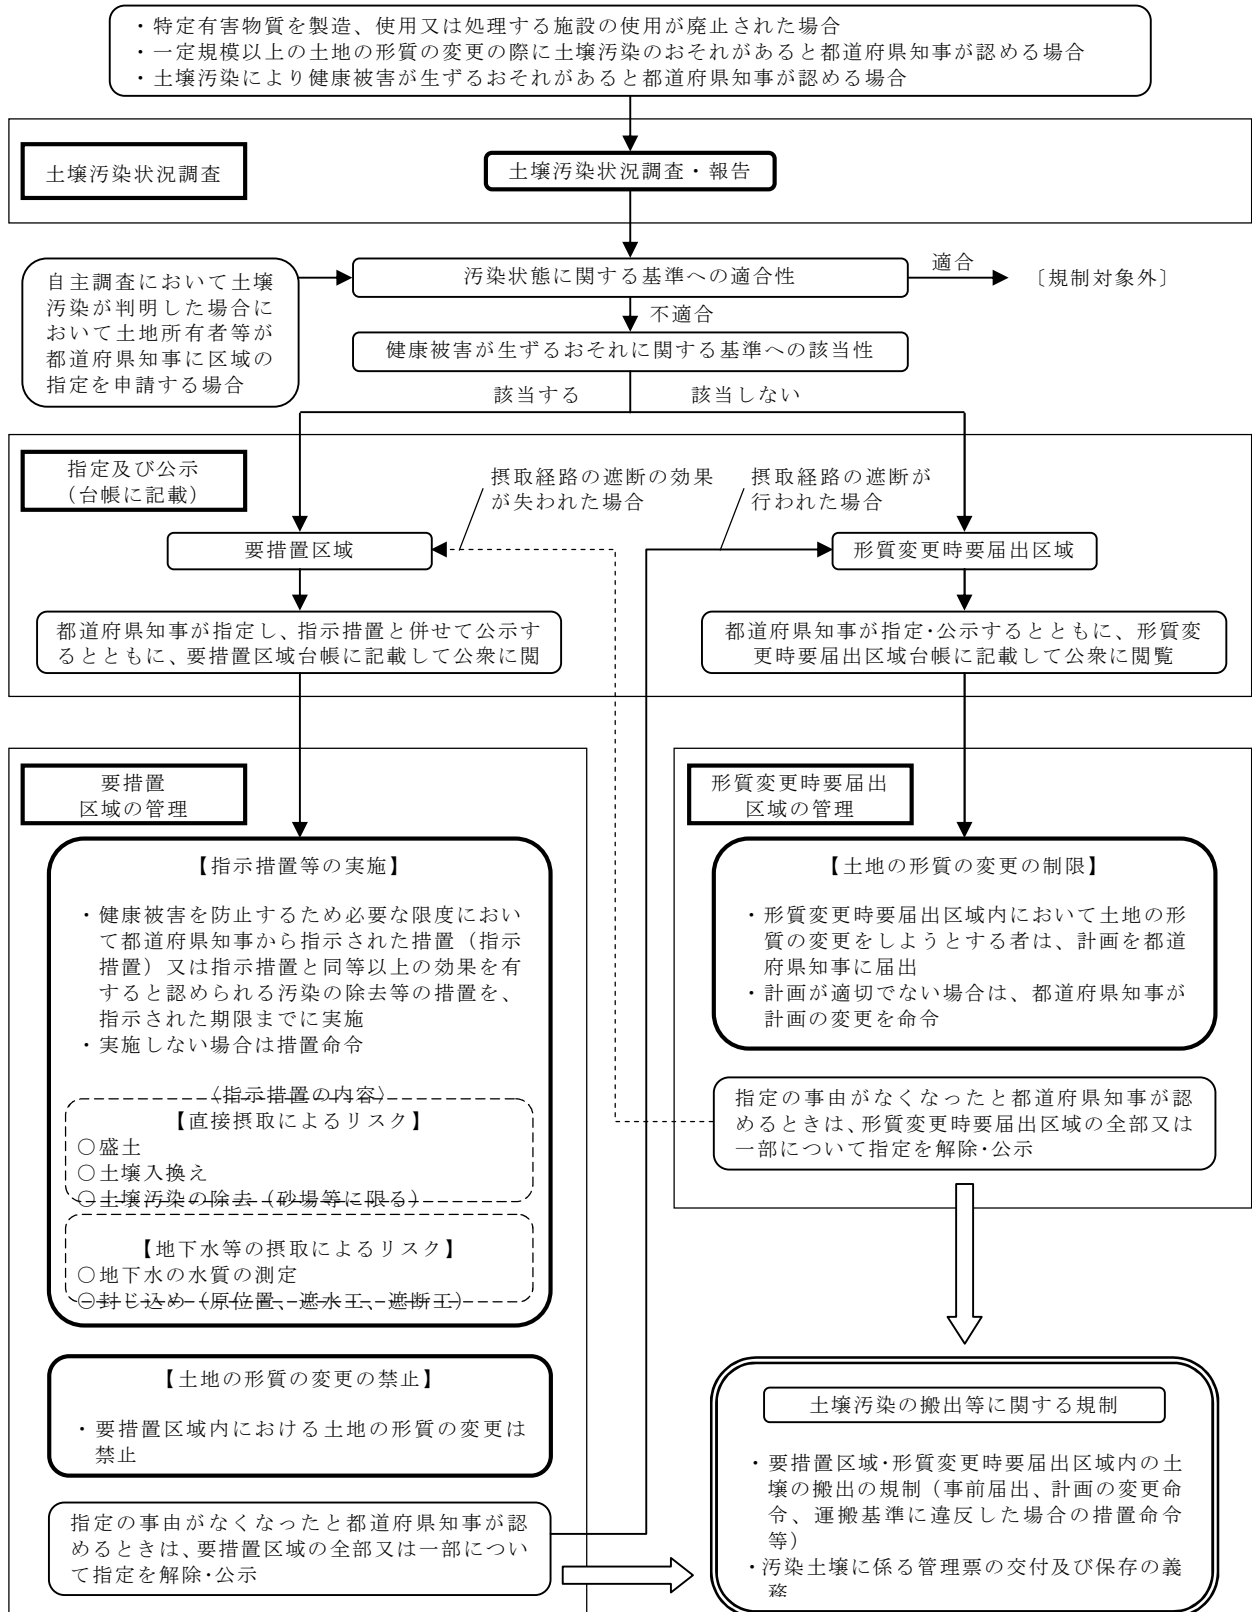 ・特定有害物質を製造、使用又は処理する施設の使用が廃止された場合
・一定規模以上の土地の形質の変更の際に土壌汚染のおそれがあると都道府県知事が認める場合
・土壌汚染により健康被害が生ずるおそれがあると都道府県知事が認める場合
土壌汚染状況調査
土壌汚染状況調査・報告
自主調査において土壌
汚染が判明した場合に
おいて土地所有者等が
都道府県知事に区域の
指定を申請する場合
汚染状態に関する基準への適合性
適合
〔規制対象外〕
不適合
健康被害が生ずるおそれに関する基準への該当性
該当する
該当しない
指定及び公示
（台帳に記載）
摂取経路の遮断の効果
が失われた場合
摂取経路の遮断が
行われた場合
要措置区域
形質変更時要届出区域
都道府県知事が指定し、指示措置と併せて公示す
るとともに、要措置区域台帳に記載して公衆に閲
都道府県知事が指定・公示するとともに、形質変
更時要届出区域台帳に記載して公衆に閲覧
要措置
区域の管理
【指示措置等の実施】
・健康被害を防止するため必要な限度におい
て都道府県知事から指示された措置（指示
措置）又は指示措置と同等以上の効果を有
すると認められる汚染の除去等の措置を、
指示された期限までに実施
・実施しない場合は措置命令
〈指示措置の内容〉
【直接摂取によるリスク】
○盛土
○土壌入換え
○土壌汚染の除去（砂場等に限る）
【地下水等の摂取によるリスク】
○地下水の水質の測定
○封じ込め（原位置、遮水工、遮断工）
【土地の形質の変更の禁止】
・要措置区域内における土地の形質の変更は
禁止
指定の事由がなくなったと都道府県知事が認
めるときは、要措置区域の全部又は一部につい
て指定を解除・公示
形質変更時要届出
区域の管理
【土地の形質の変更の制限】
・形質変更時要届出区域内において土地の形
質の変更をしようとする者は、計画を都道
府県知事に届出
・計画が適切でない場合は、都道府県知事が
計画の変更を命令
指定の事由がなくなったと都道府県知事が認
めるときは、形質変更時要届出区域の全部又は
一部について指定を解除・公示
土壌汚染の搬出等に関する規制
・要措置区域・形質変更時要届出区域内の土
壌の搬出の規制（事前届出、計画の変更命
令、運搬基準に違反した場合の措置命令
等）
・汚染土壌に係る管理票の交付及び保存の義
務